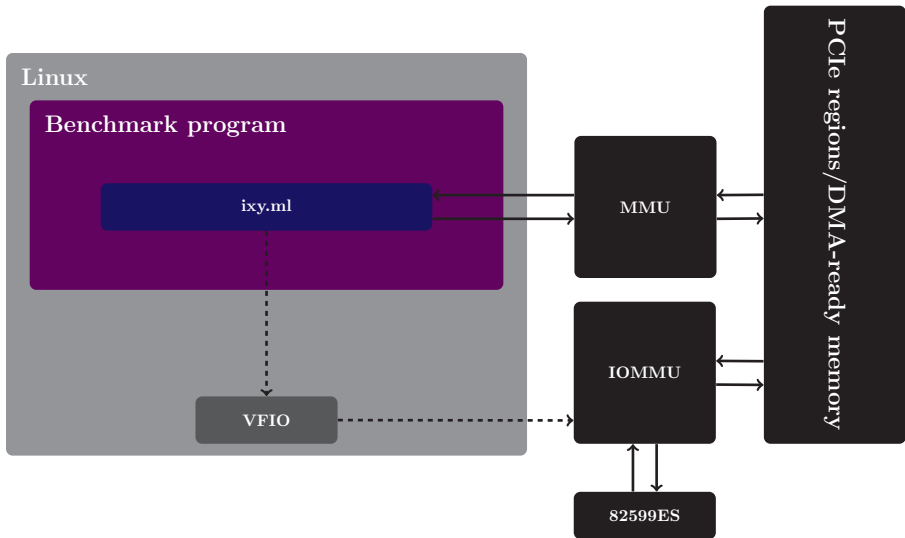 Linux
Benchmark program
ixy.ml
MMU
PCIe regions/DMA-ready memory
IOMMU
VFIO
82599ES